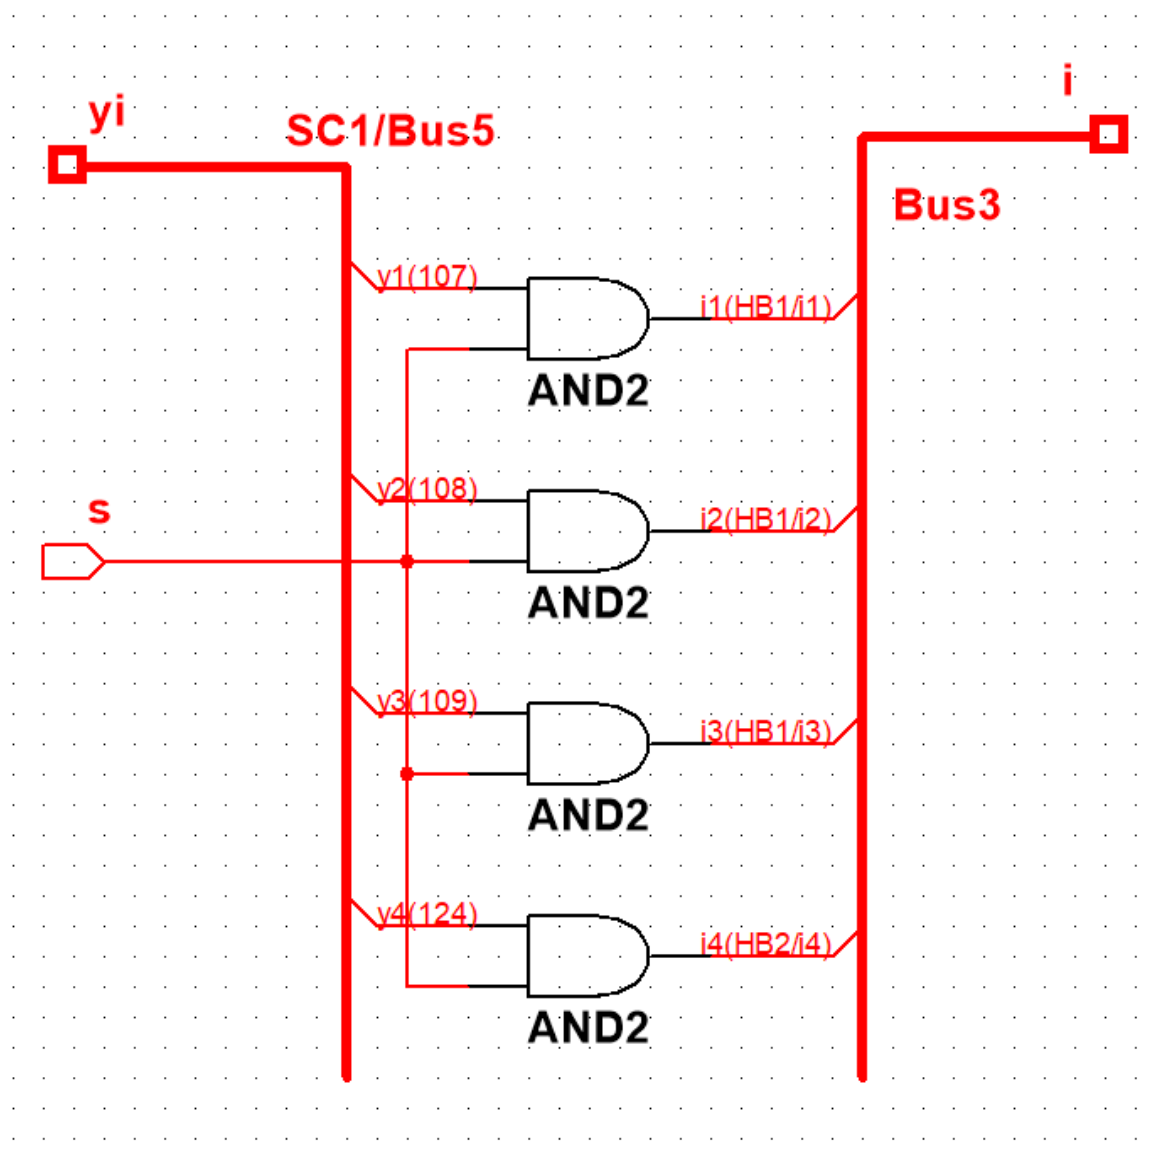 i
yi
SC1/Bus5
Bus3
y1(107)
i1(HB1/i1)
AND2
y2(108)
i2(HB1/i2)
s
AND2
y3(109)
i3(HB1/i3)
AND2
y4(124)
i4(HB2/i4)
AND2